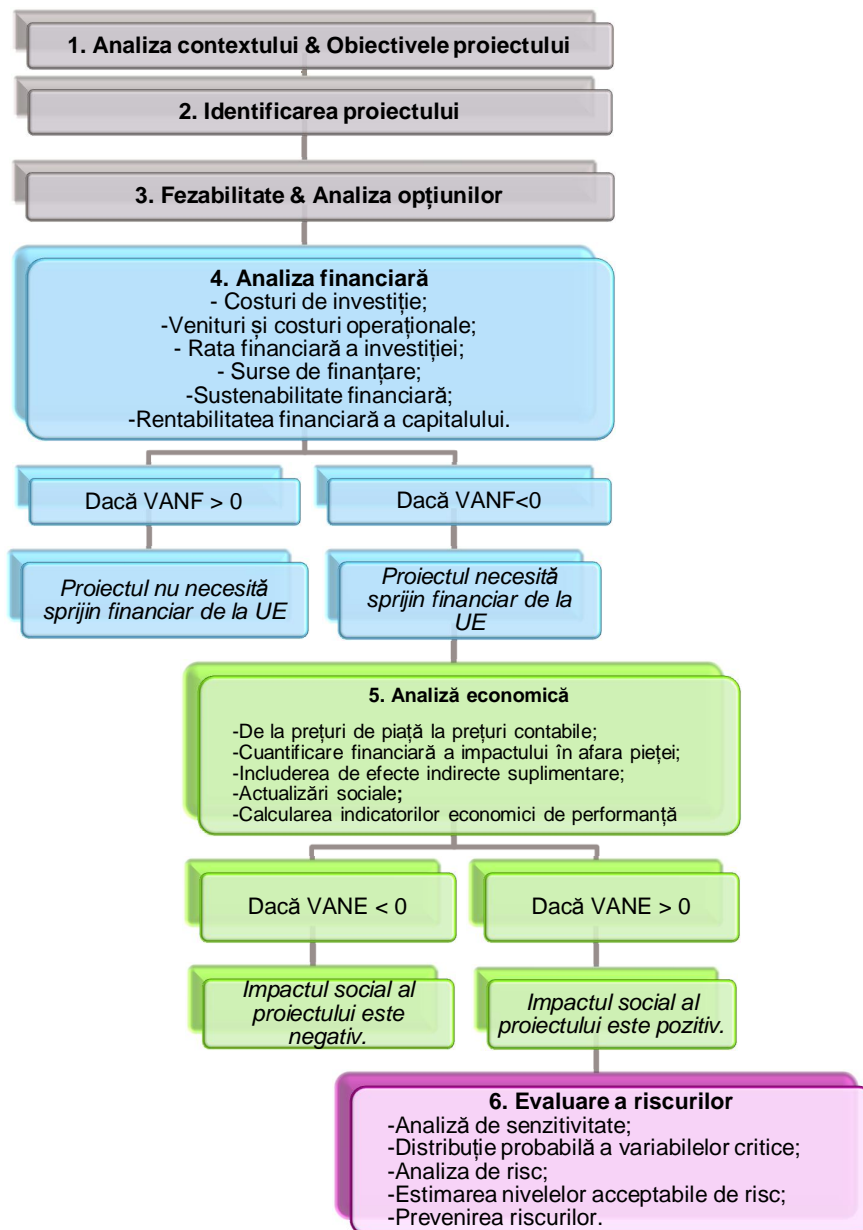 1. Analiza contextului & Obiectivele proiectului
2. Identificarea proiectului
3. Fezabilitate & Analiza opțiunilor
4. Analiza financiară
- Costuri de investiție;
-Venituri și costuri operaționale;
- Rata financiară a investiției;
- Surse de finanțare;
-Sustenabilitate financiară;
-Rentabilitatea financiară a capitalului.
Dacă VANF > 0
Dacă VANF<0
Proiectul nu necesită
sprijin financiar de la UE
Proiectul necesită
sprijin financiar de la
UE
5. Analiză economică
-De la prețuri de piață la prețuri contabile;
-Cuantificare financiară a impactului în afara pieței;
-Includerea de efecte indirecte suplimentare;
-Actualizări sociale;
-Calcularea indicatorilor economici de performanță
Dacă VANE < 0
Dacă VANE > 0
Impactul social al
proiectului este
negativ.
Impactul social al
proiectului este pozitiv.
6. Evaluare a riscurilor
-Analiză de senzitivitate;
-Distribuție probabilă a variabilelor critice;
-Analiza de risc;
-Estimarea nivelelor acceptabile de risc;
-Prevenirea riscurilor.